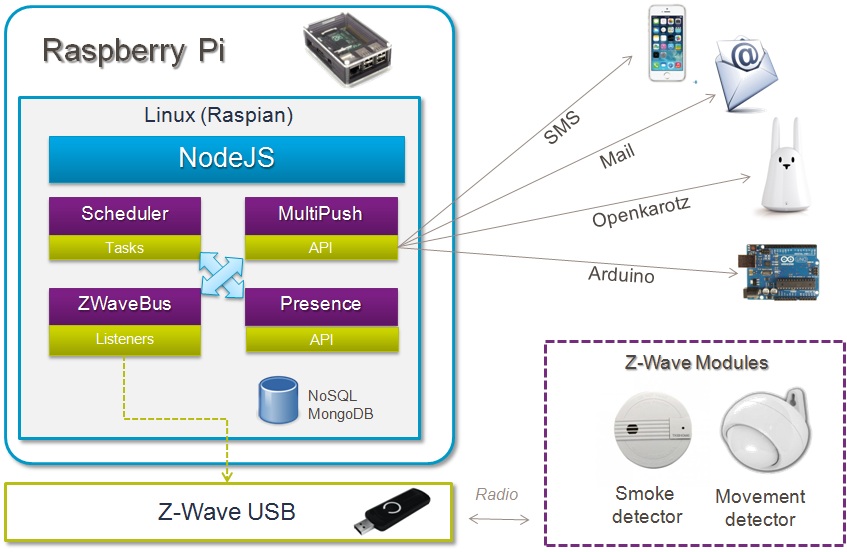 Raspberry Pi
Linux (Raspian)
NodeJS
Scheduler
Tasks
MultiPush
API
ZWaveBus
Listeners
Presence
API
NoSQL
MongoDB
SMS
Mail
Openkarotz
Arduino
Z-Wave Modules
Smoke
detector
Movement
detector
Z-Wave USB
Radio